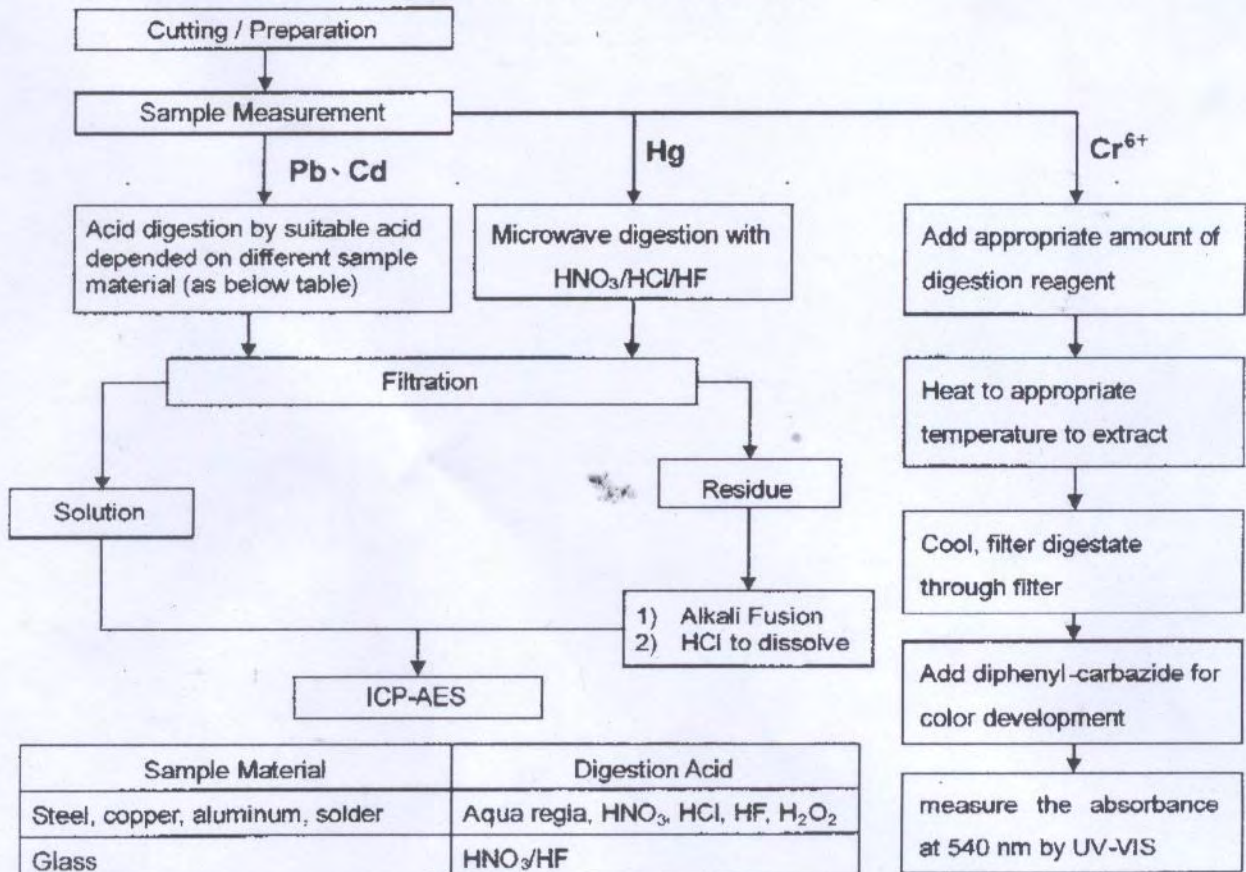 Cutting / Preparation
Sample Measurement
Pb、Cd
Hg
Cr⁶⁺
Acid digestion by suitable acid
depended on different sample
material (as below table)
Microwave digestion with
HNO₃/HCl/HF
Add appropriate amount of
digestion reagent
Filtration
Heat to appropriate
temperature to extract
Solution
Residue
Cool, filter digestate
through filter
1) Alkali Fusion
2) HCl to dissolve
ICP-AES
Add diphenyl-carbazide for
color development
measure the absorbance
at 540 nm by UV-VIS
Sample Material Digestion Acid
Steel, copper, aluminum, solder Aqua regia, HNO₃, HCl, HF, H₂O₂
Glass HNO₃/HF